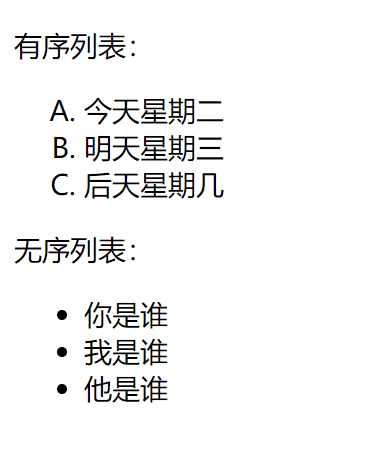 有序列表：
A. 今天星期二
B. 明天星期三
C. 后天星期几
无序列表：
• 你是谁
• 我是谁
• 他是谁